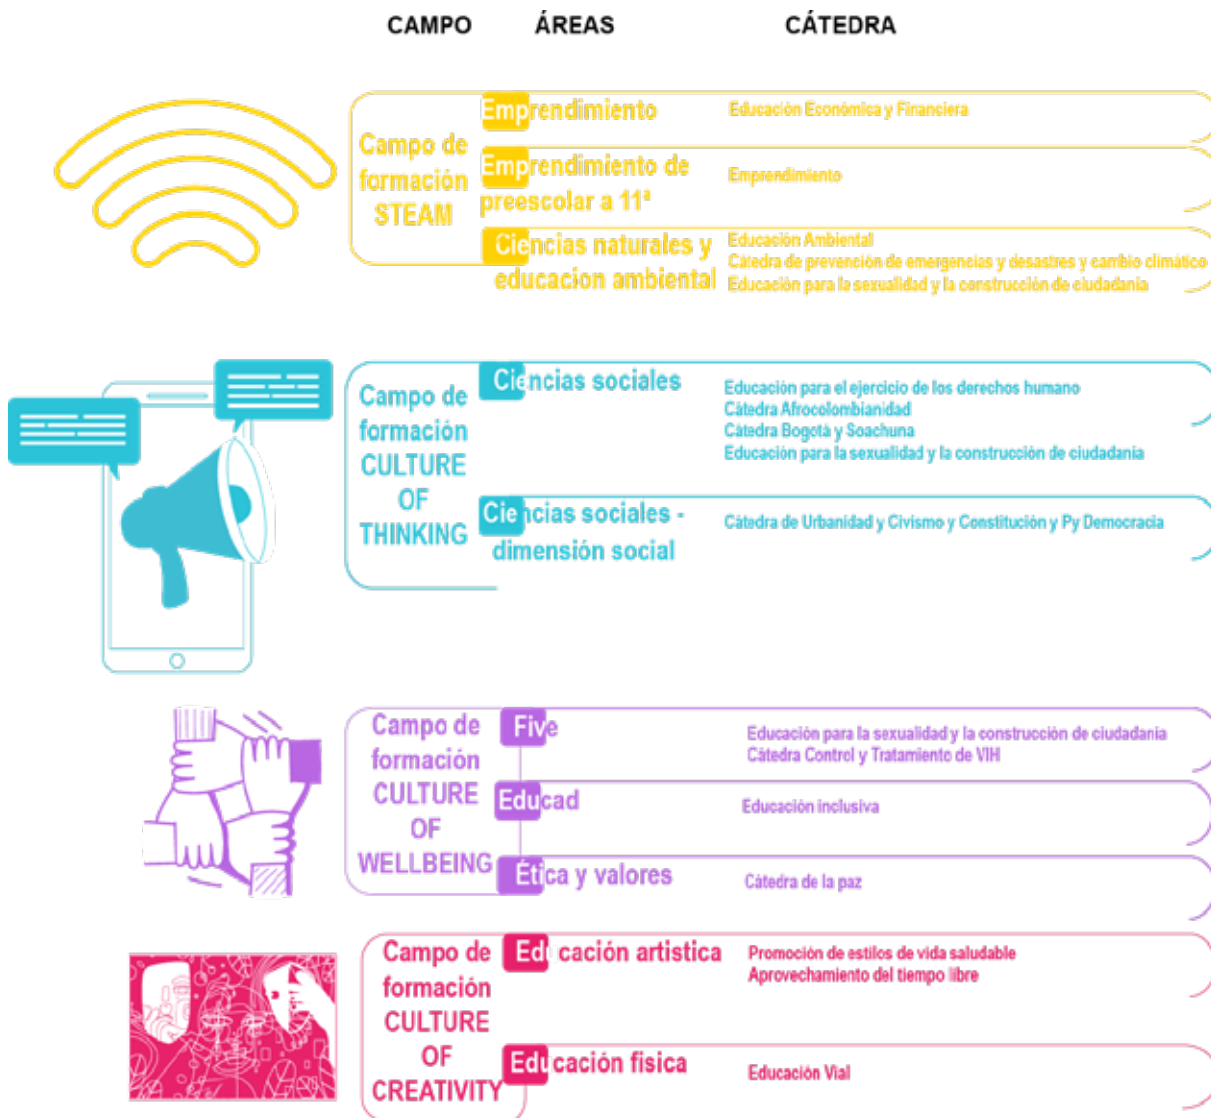 CAMPO ÁREAS CÁTEDRA
Campo de
formación
STEAM
Emprendimiento
Educación Económica y Financiera
Emprendimiento de
preescolar a 11ª
Emprendimiento
Ciencias naturales y
educacion ambiental
Educación Ambiental
Cátedra de prevención de emergencias y desastres y cambio climático
Educación para la sexualidad y la construcción de ciudadanía
Campo de
formación
CULTURE
OF
THINKING
Ciencias sociales
Educación para el ejercicio de los derechos humano
Cátedra Afrocolombianidad
Cátedra Bogotá y Soachuna
Educación para la sexualidad y la construcción de ciudadanía
Ciencias sociales -
dimensión social
Cátedra de Urbanidad y Civismo y Constitución y Py Democracia
Campo de
formación
CULTURE
OF
WELLBEING
Five
Educación para la sexualidad y la construcción de ciudadanía
Cátedra Control y Tratamiento de VIH
Educad
Educación inclusiva
Ética y valores
Cátedra de la paz
Campo de
formación
CULTURE
OF
CREATIVITY
Educación artistica
Promoción de estilos de vida saludable
Aprovechamiento del tiempo libre
Educación fisica
Educación Vial